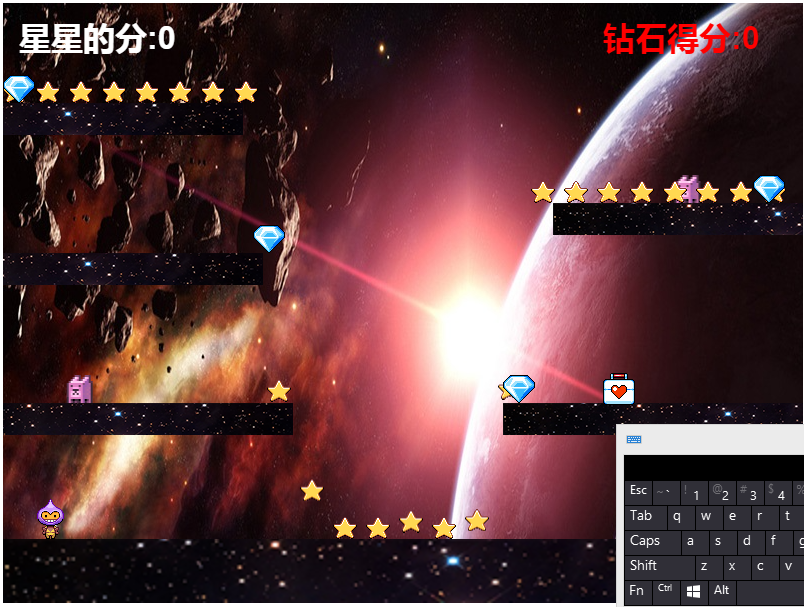 星星的分:0
钻石得分:0
Esc ~ ` ! 1 @ 2 # 3 $ 4 %
Tab q w e r t
Caps a s d f g
Shift z x c v
Fn Ctrl Alt